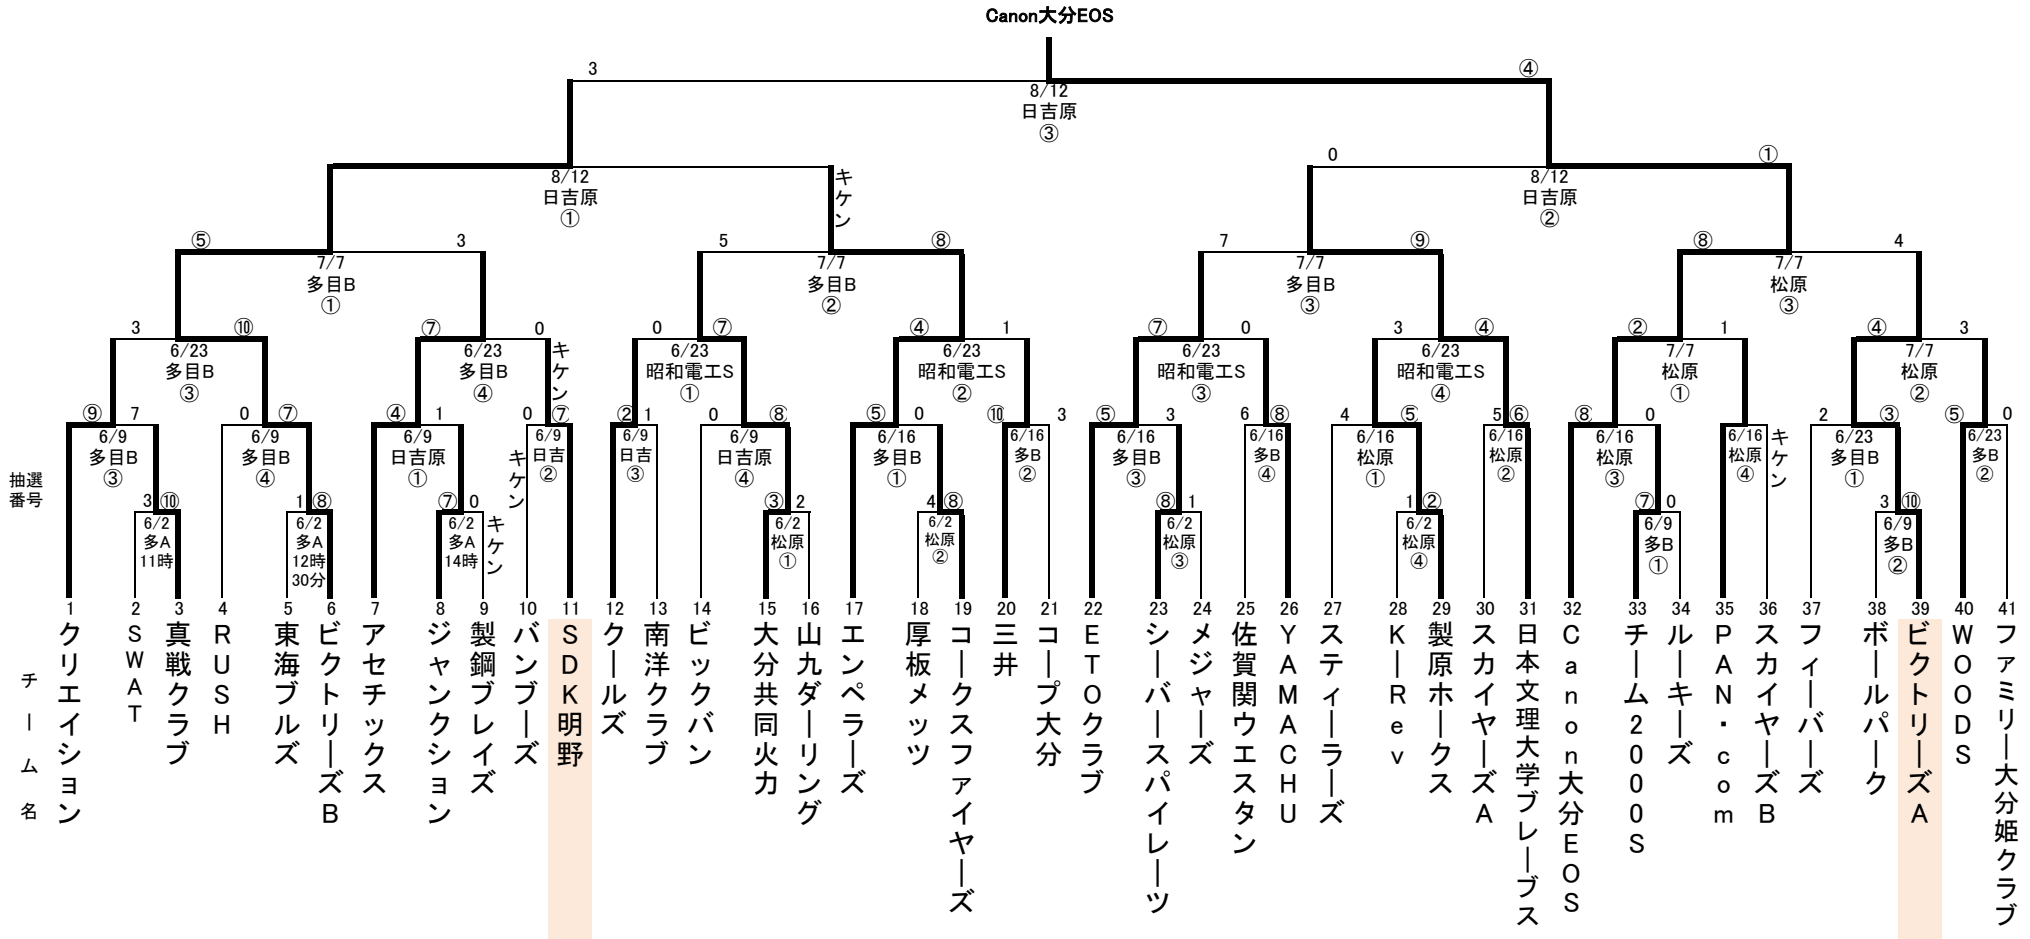 Canon大分EOS
3 ④
8/12
日吉原
③
0 ①
8/12 キケン 8/12
日吉原 日吉原
① ②
⑤ 3 5 ⑧ 7 ⑨ ⑧ 4
7/7 7/7 7/7 7/7
多目B 多目B 多目B 松原
① ② ③ ③
3 ⑩ ⑦ 0 0 ⑦ ④ 1 ⑦ 0 3 ④ ② 1 ④ 3
6/23 6/23 キケン 6/23 6/23 6/23 6/23 7/7 7/7
多目B 多目B 昭和電工S 昭和電工S 昭和電工S 昭和電工S 松原 松原
③ ④ ① ② ③ ④ ① ②
⑨ 7 0 ⑦ ④ 1 0 ⑦ ② 1 0 ⑧ ⑤ 0 ⑩ 3 ⑤ 3 6 ⑧ 4 ⑤ 5 ⑥ ⑧ 0 キケン 2 ③ ⑤ 0
6/9 6/9 6/9 キケン 6/9 6/9 6/9 6/16 6/16 6/16 6/16 6/16 6/16 6/16 6/16 6/23 6/23
多目B 多目B 日吉原 日吉 日吉 日吉原 多目B 多B 多目B 多B 松原 松原 松原 松原 多目B 多B
③ ④ ① ② ③ ④ ① ② ③ ④ ① ② ③ ④ ① ②
抽選
番号
3 ⑩ 1 ⑧ ⑦ 0 キケン ③ 2 4 ⑧ ⑧ 1 1 ② ⑦ 0 3 ⑩
6/2 6/2 6/2 6/2 6/2 6/2 6/2 6/9 6/9
多A 多A 多A 松原 松原 松原 松原 多B 多B
11時 12時 14時 ① ② ③ ④ ① ②
30分
1 2 3 4 5 6 7 8 9 10 11 12 13 14 15 16 17 18 19 20 21 22 23 24 25 26 27 28 29 30 31 32 33 34 35 36 37 38 39 40 41
チーム名
クリエイション
SWAT
真戦クラブ
RUSH
東海ブルズ
ビクトリーズB
アセチックス
ジャンクション
製鋼ブレイズ
バンブーズ
SDK明野
クールズ
南洋クラブ
ビックバン
大分共同火力
山九ダーリング
エンペラーズ
厚板メッツ
コークスファイヤーズ
三井
コープ大分
ETOクラブ
シーバースパイレーツ
メジャーズ
佐賀関ウエスタン
YAMACHU
スティーラーズ
KーRev
製原ホークス
スカイヤーズA
日本文理大学ブレーブス
Canon大分EOS
チーム2000S
ルーキーズ
PAN・com
スカイヤーズB
フィーバーズ
ボールパーク
ビクトリーズA
WOODS
ファミリー大分姫クラブ